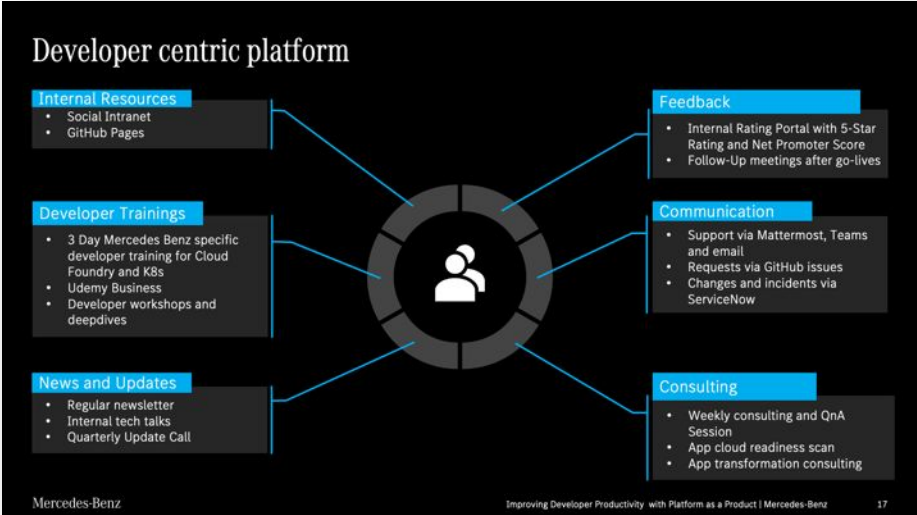 Developer centric platform
Internal Resources
• Social Intranet
• GitHub Pages
Developer Trainings
• 3 Day Mercedes Benz specific
developer training for Cloud
Foundry and K8s
• Udemy Business
• Developer workshops and
deepdives
News and Updates
• Regular newsletter
• Internal tech talks
• Quarterly Update Call
Feedback
• Internal Rating Portal with 5-Star
Rating and Net Promoter Score
• Follow-Up meetings after go-lives
Communication
• Support via Mattermost, Teams
and email
• Requests via GitHub issues
• Changes and incidents via
ServiceNow
Consulting
• Weekly consulting and QnA
Session
• App cloud readiness scan
• App transformation consulting
Mercedes-Benz
Improving Developer Productivity with Platform as a Product | Mercedes-Benz
17